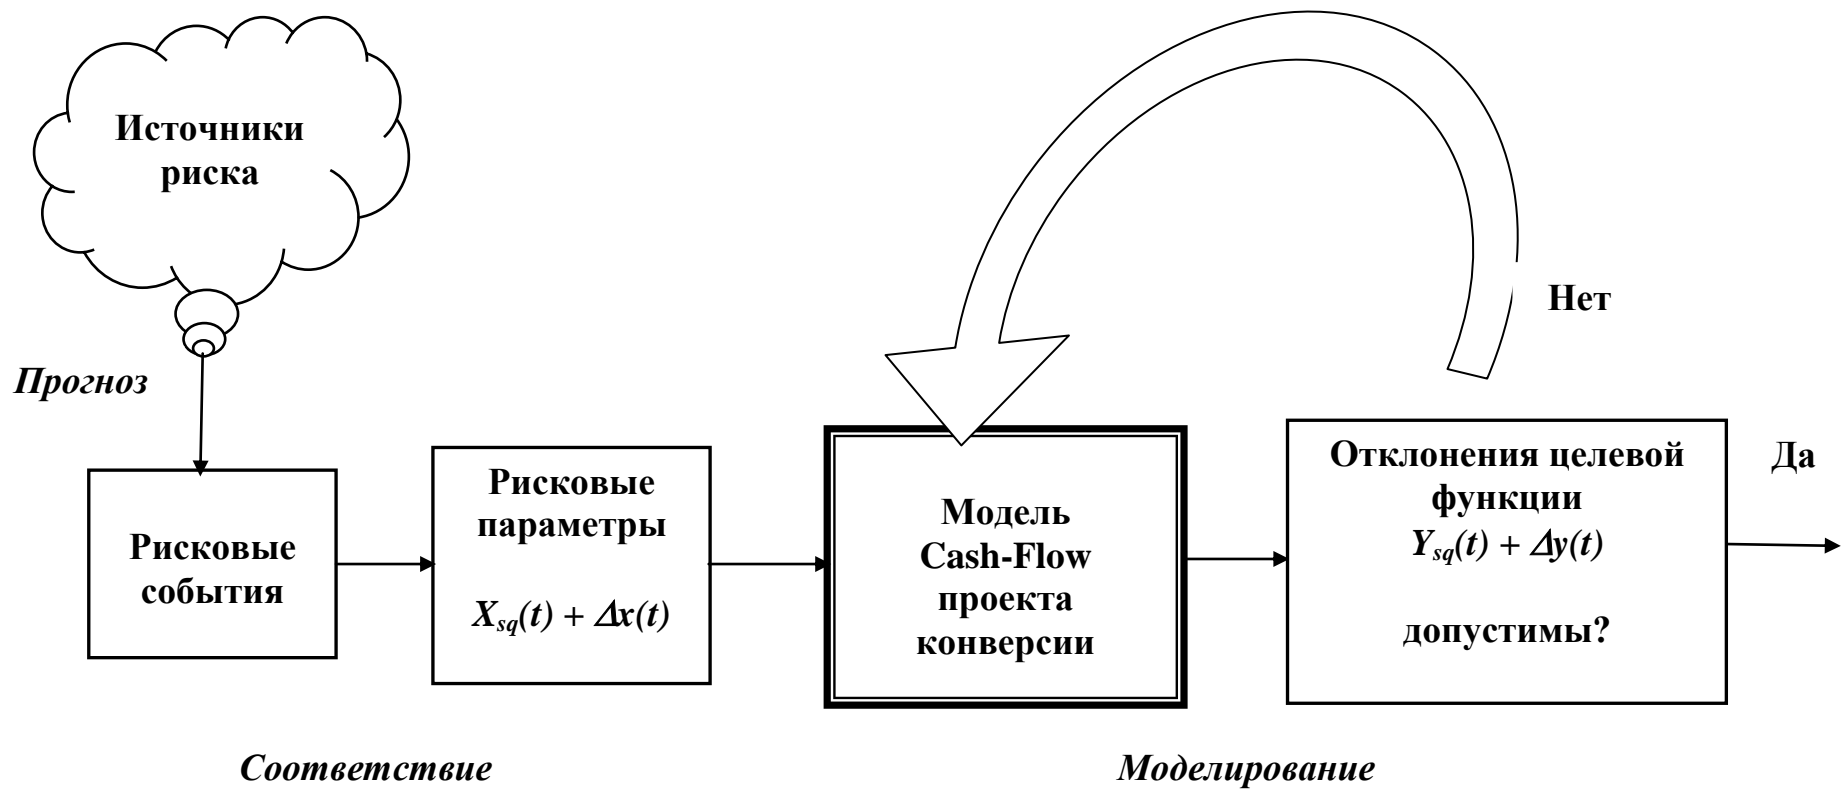 Источники
риска
Нет
Прогноз
Рисковые
события
Рисковые
параметры
X_sq(t) + Δx(t)
Модель
Cash-Flow
проекта
конверсии
Отклонения целевой
функции
Y_sq(t) + Δy(t)
допустимы?
Да
Соответствие
Моделирование